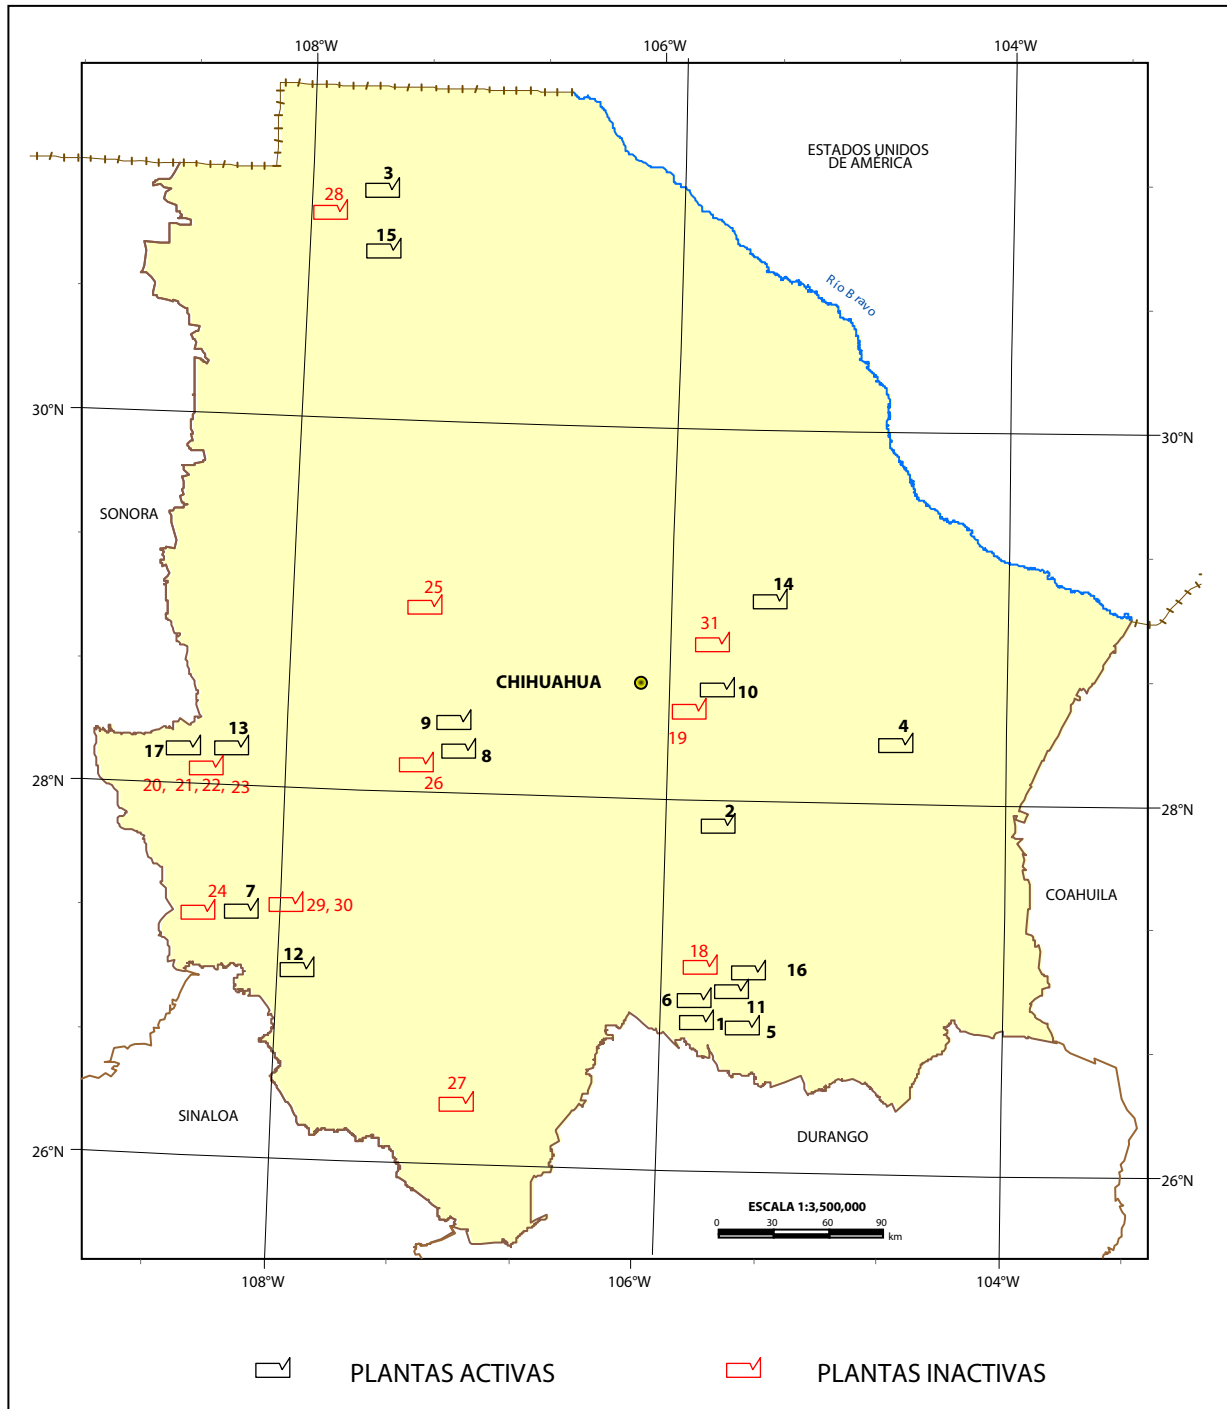 108°W 106°W 104°W
ESTADOS UNIDOS
DE AMÉRICA
3
28
15
Río Bravo
30°N 30°N
SONORA
25
14
31
CHIHUAHUA
10
9
13
4
19
17
8
20, 21, 22, 23
26
28°N 28°N
2
24
7
COAHUILA
29, 30
12
18
16
6
11
1
5
27
SINALOA
DURANGO
26°N 26°N
ESCALA 1:3,500,000
0 30 60 90
km
108°W 106°W 104°W
PLANTAS ACTIVAS PLANTAS INACTIVAS